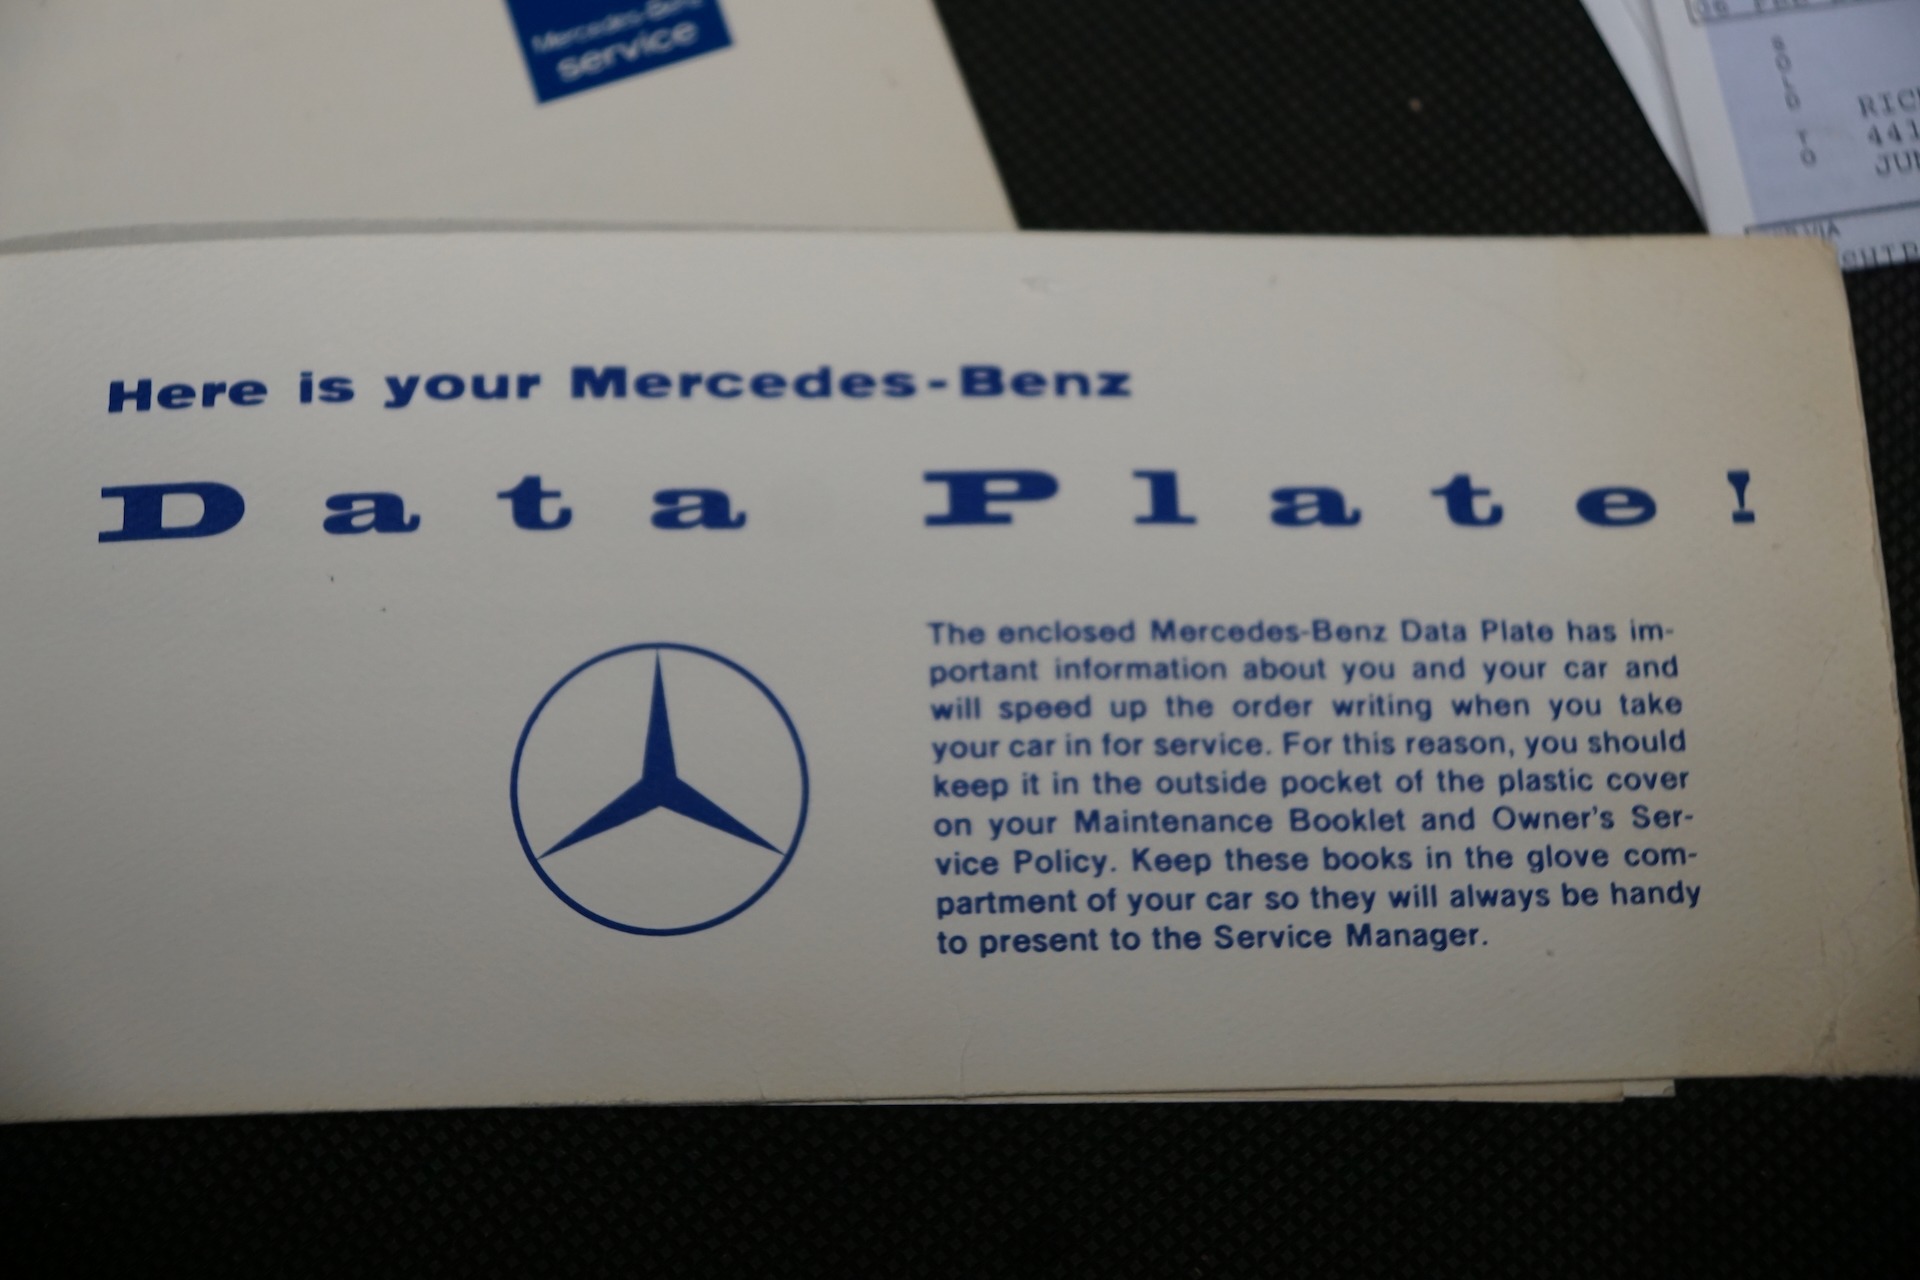 Mercedes-Benz
service
S
O
L
D
T
O
RICH
441
JUN
Here is your Mercedes-Benz
Data Plate!
The enclosed Mercedes-Benz Data Plate has im-
portant information about you and your car and
will speed up the order writing when you take
your car in for service. For this reason, you should
keep it in the outside pocket of the plastic cover
on your Maintenance Booklet and Owner's Ser-
vice Policy. Keep these books in the glove com-
partment of your car so they will always be handy
to present to the Service Manager.